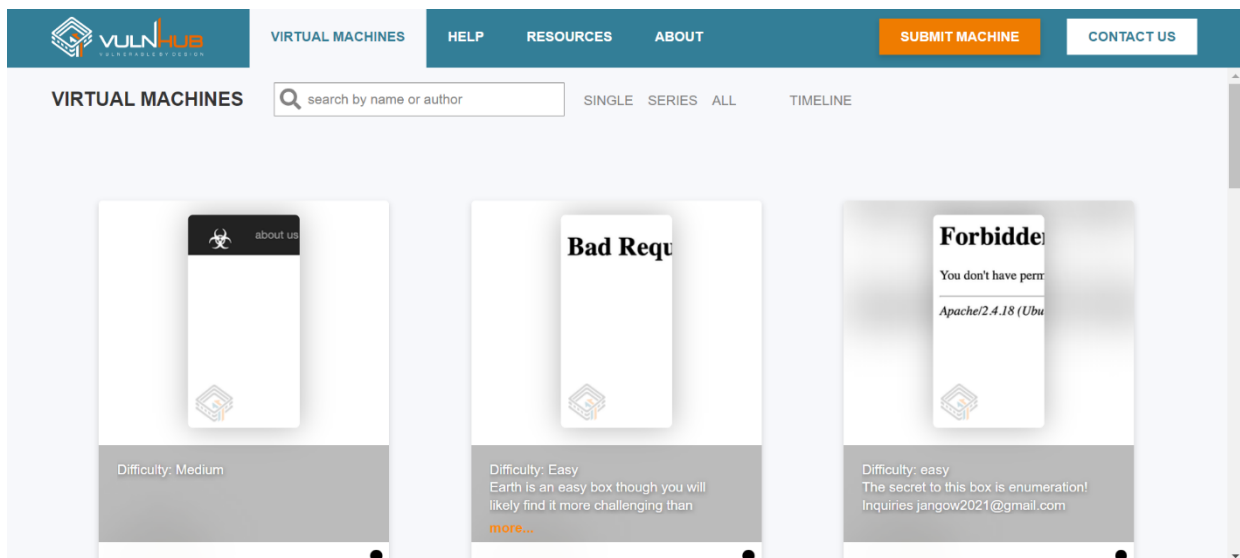 VULNHUB
VULNERABLE BY DESIGN
VIRTUAL MACHINES
HELP
RESOURCES
ABOUT
SUBMIT MACHINE
CONTACT US
VIRTUAL MACHINES
search by name or author
SINGLE
SERIES
ALL
TIMELINE
about us
Difficulty: Medium
Bad Requ
Difficulty: Easy
Earth is an easy box though you will
likely find it more challenging than
more...
Forbidde
You don't have perm
Apache/2.4.18 (Ubu
Difficulty: easy
The secret to this box is enumeration!
Inquiries jangow2021@gmail.com